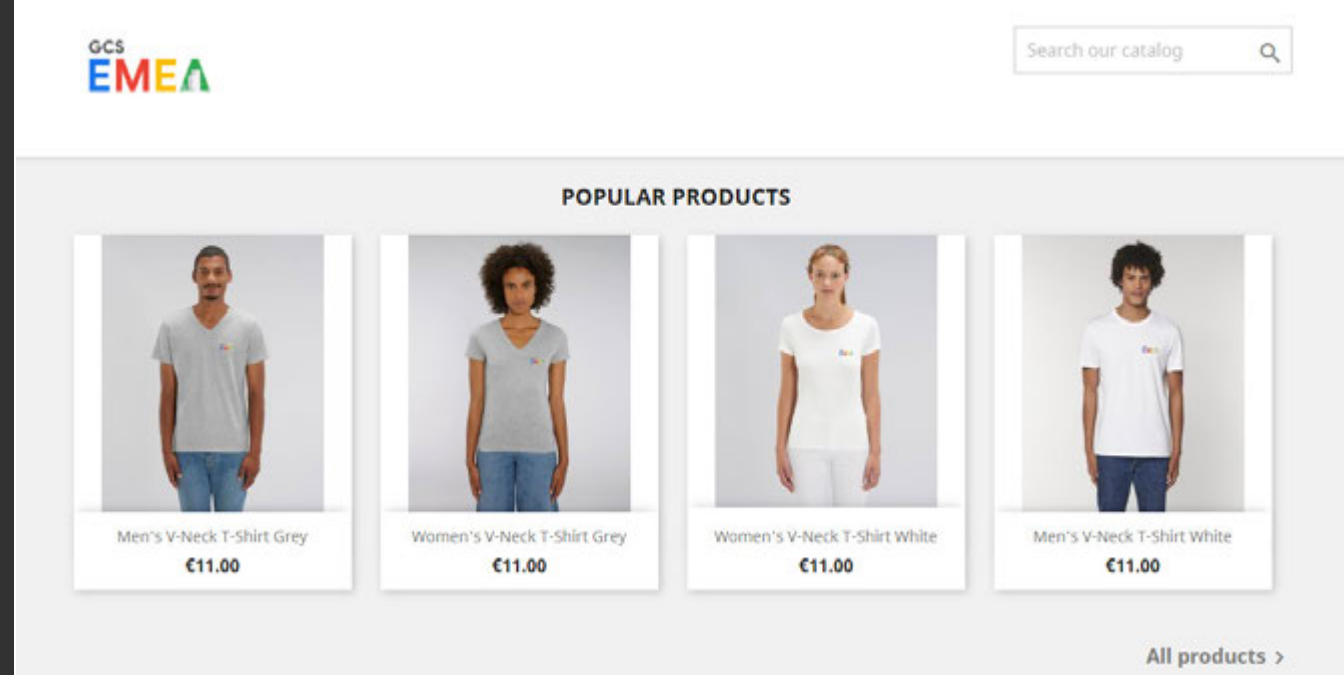 GCS
EMEA
Search our catalog
POPULAR PRODUCTS
Men's V-Neck T-Shirt Grey
€11.00
Women's V-Neck T-Shirt Grey
€11.00
Women's V-Neck T-Shirt White
€11.00
Men's V-Neck T-Shirt White
€11.00
All products